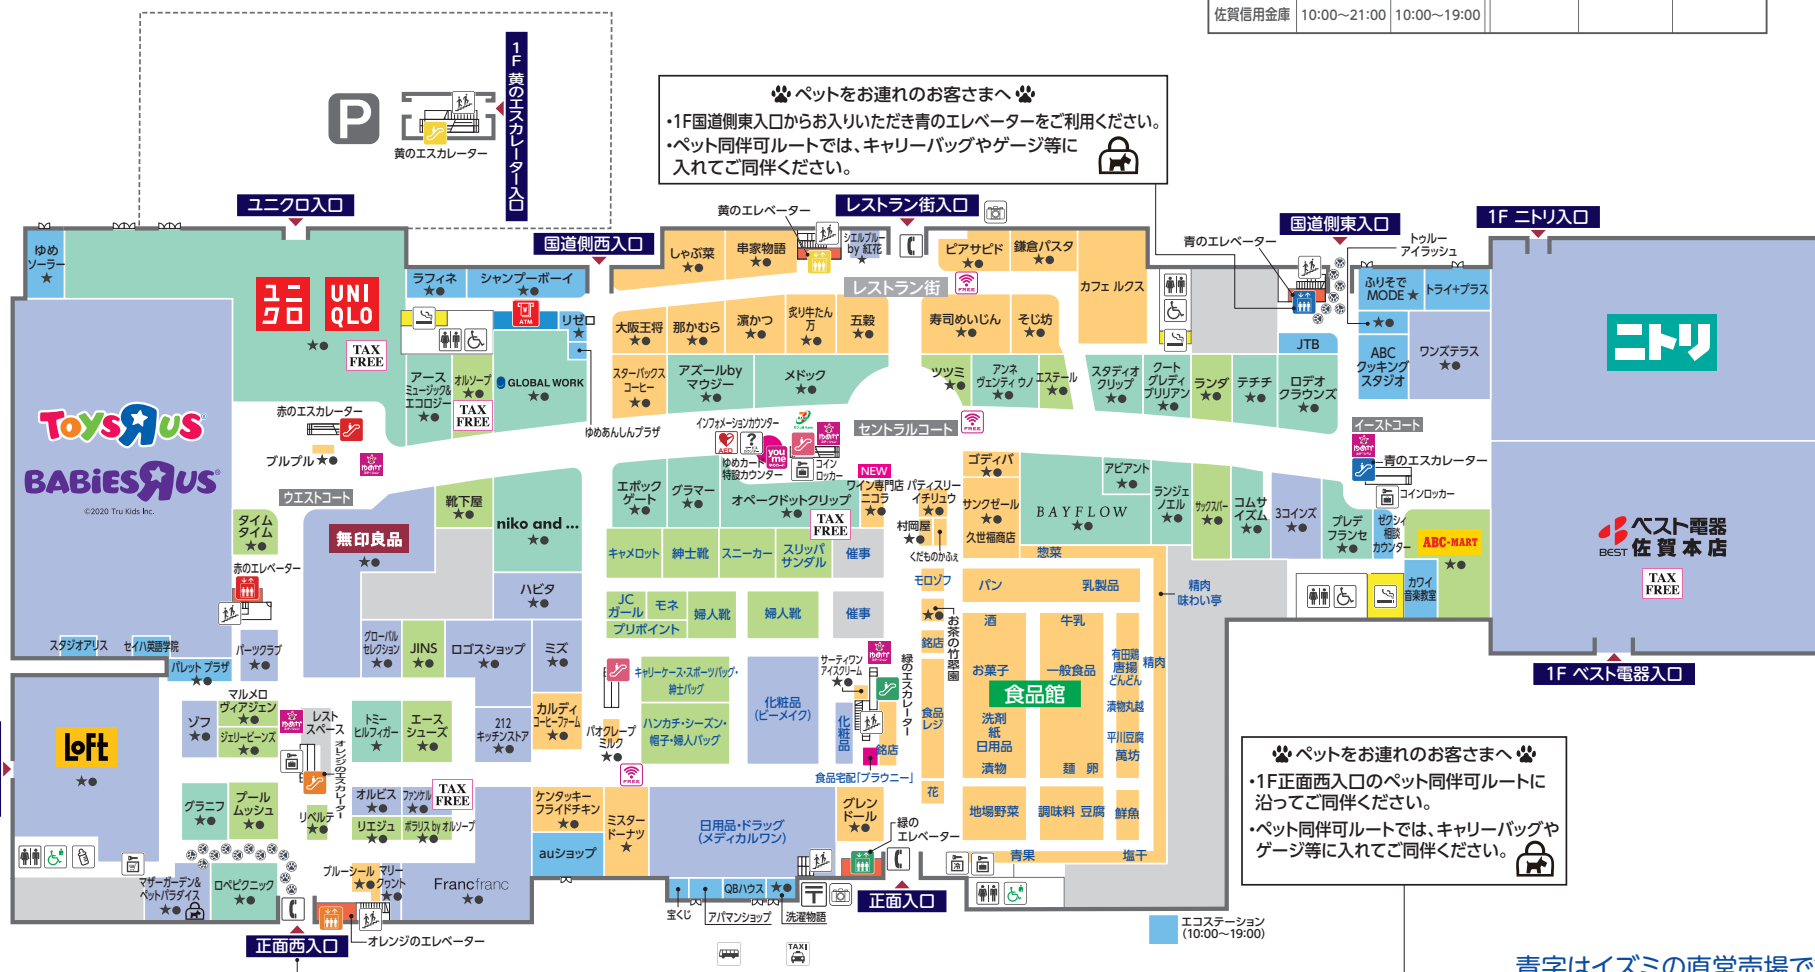 佐賀信用金庫 10:00〜21:00 10:00〜19:00
1F 黄のエスカレーター入口
P
黄のエスカレーター
ペットをお連れのお客さまへ
・1F国道側東入口からお入りいただき青のエレベーターをご利用ください。
・ペット同伴可ルートでは、キャリーバッグやゲージ等に
入れてご同伴ください。
ユニクロ入口
国道側西入口
黄のエレベーター
レストラン街入口
青のエレベーター
国道側東入口
トゥルー
アイラッシュ
1F ニトリ入口
ゆめ
ソーラー
★
ユニ
クロ
UNI
QLO
★●
TAX
FREE
ラフィネ
★●
シャンプーボーイ
★●
ATM
リゼロ
★
しゃぶ菜
★●
串家物語
★●
シエルブルー
by 紅花
★
ピアサピド
★●
鎌倉パスタ
★●
カフェ ルクス
レストラン街
FREE
大阪王将
★●
那かむら
★●
濵かつ
★●
炙り牛たん
万
★●
五穀
★●
寿司めいじん
★●
そじ坊
★●
ふりそで
MODE ★
トライ+プラス
★●
JTB
ABC
クッキング
スタジオ
ワンズテラス
★●
ニトリ
アース
ミュージック&
エコロジー
★●
オルソープ
★●
TAX
FREE
GLOBAL WORK
★●
ゆめあんしんプラザ
スターバックス
コーヒー
★●
アズールby
マウジー
★●
メドック
★●
ツツミ
★●
アンネ
ヴェンティ ウノ
★●
エステール
★●
スタディオ
クリップ
★●
クート
グレディ
ブリリアン
★●
ランダ
★●
テチチ
★●
ロデオ
クラウンズ
★●
TOYSЯUS
BABIESЯUS
©2020 Tru Kids Inc.
赤のエスカレーター
プルプル★●
ウエストコート
インフォメーションカウンター
AED
ゆめカード
特設カウンター
you me
コイン
ロッカー
セントラルコート
FREE
イーストコート
青のエスカレーター
コインロッカー
タイム
タイム
★●
無印良品
★●
靴下屋
★●
niko and ...
★●
エポック
ゲート
★●
グラマー
★●
オペークドットクリップ
★●
TAX
FREE
NEW
ワイン専門店
ニコラ
★●
パティスリー
イチリュウ
★●
村岡屋
★●
くだものかふぇ
ゴディバ
★●
サンクゼール
★●
久世福商店
BAYFLOW
★●
アビアント
★●
ランジェ
ノエル
★●
サックスバー
★●
コムサ
イズム
★●
3コインズ
★●
プレデ
フランセ
★●
ゼクシィ
相談
カウンター
ABC-MART
★●
カワイ
音楽教室
BEST
ベスト電器
佐賀本店
TAX
FREE
赤のエレベーター
スタジオアリス
セイハ英語学院
パレット プラザ
★●
パーツクラブ
★●
グローバル
セレクション
★●
JINS
★●
ロゴスショップ
★●
ハビタ
★●
ミズ
★●
キャメロット
紳士靴
スニーカー
スリッパ
サンダル
催事
JC
ガール
モネ
プリポイント
婦人靴
婦人靴
催事
惣菜
パン
乳製品
モロゾフ
★●
お茶の竹翠園
銘店
精肉
味わい亭
酒
牛乳
有田鶏
唐揚
どんどん
精肉
お菓子
一般食品
食品館
食品
レジ
洗剤
紙
日用品
漬物丸越
平川豆腐
萬坊
漬物
麺 卵
花
地場野菜
調味料 豆腐
鮮魚
青果
塩干
キャリーケース・スポーツバッグ・
紳士バッグ
ハンカチ・シーズン・
帽子・婦人バッグ
化粧品
(ビーメイク)
サーティワン
アイスクリーム
★●
緑のエスカレーター
化粧品
銘店
食品宅配「ブラウニー」
LoFt
★●
ゾフ
★●
マルメロ
ヴィアジェン
★●
ジェリービーンズ
★●
レスト
スペース
オレンジのエスカレーター
トミー
ヒルフィガー
★
エース
シューズ
★●
212
キッチンストア
★●
カルディ
コーヒーファーム
★●
パオクレープ
ミルク
★●
FREE
グラニフ
★●
プール
ムッシュ
★●
リベルテ
★●
オルビス
★●
ファンケル
★●
TAX
FREE
リエジュ
★●
ポラリス by オルソープ
★●
ケンタッキー
フライドチキン
★●
ミスター
ドーナツ
★
auショップ
日用品・ドラッグ
(メディカルワン)
グレン
ドール
★●
緑の
エレベーター
マザーガーデン&
ペットパラダイス
★●
ロペピクニック
★●
ブルーシール
★●
マリー
クヮント
★●
Francfranc
★●
オレンジのエレベーター
正面西入口
宝くじ
アパマンショップ
QBハウス
★●
洗濯物語
正面入口
TAXI
エコステーション
(10:00〜19:00)
1F ベスト電器入口
ペットをお連れのお客さまへ
・1F正面西入口のペット同伴可ルートに
沿ってご同伴ください。
・ペット同伴可ルートでは、キャリーバッグや
ゲージ等に入れてご同伴ください。
青字はイズミの直営売場で